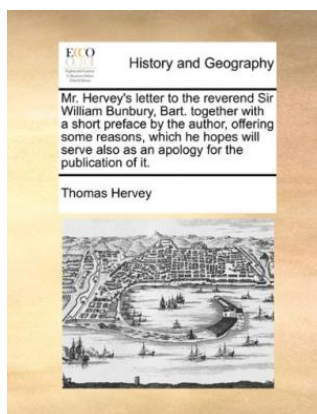 ECCO
History and Geography
Mr. Hervey's letter to the reverend Sir
William Bunbury, Bart. together with
a short preface by the author, offering
some reasons, which he hopes will
serve also as an apology for the
publication of it.
Thomas Hervey